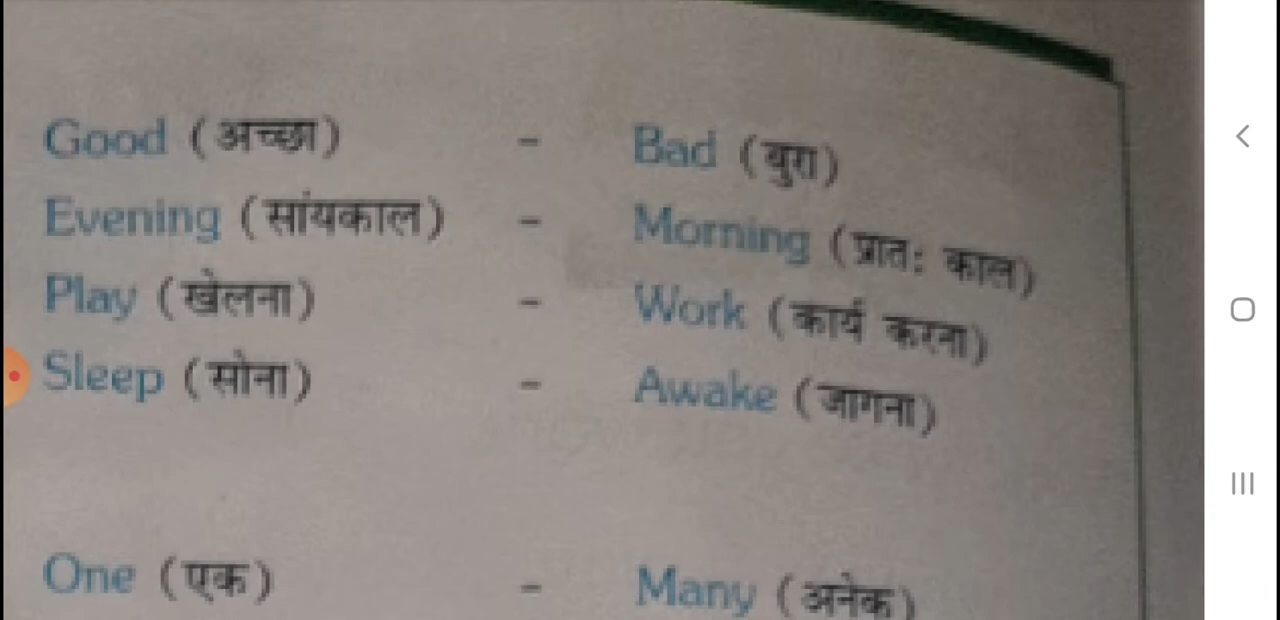 Good (अच्छा) - Bad (बुरा)
Evening (सांयकाल) - Morning (प्रातः काल)
Play (खेलना) - Work (कार्य करना)
Sleep (सोना) - Awake (जागना)
One (एक) - Many (अनेक)